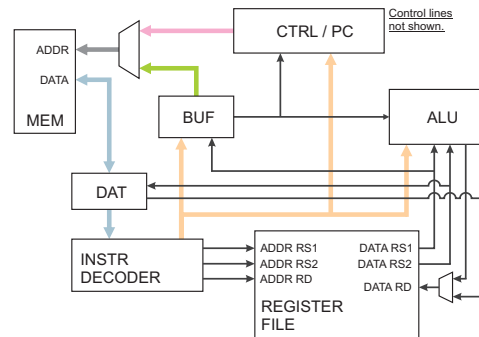 CTRL / PC
Control lines
not shown.
ADDR
DATA
MEM
BUF
ALU
DAT
INSTR
DECODER
ADDR RS1
ADDR RS2
ADDR RD
DATA RS1
DATA RS2
DATA RD
REGISTER
FILE